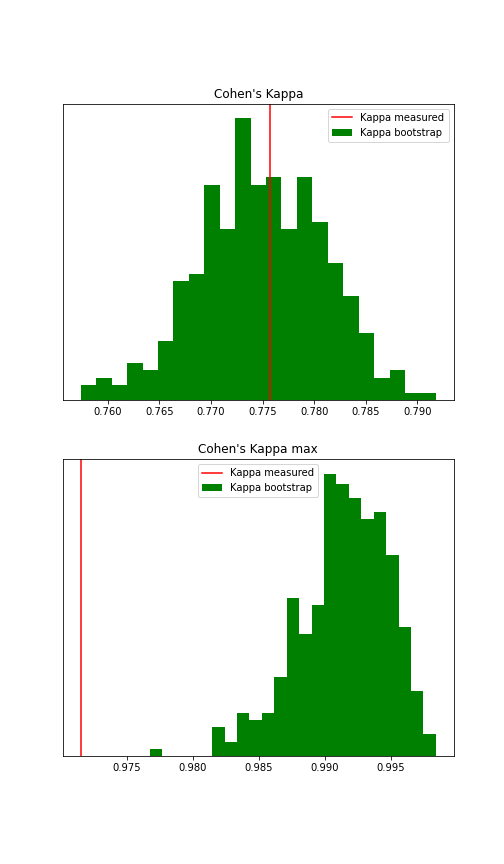 Cohen's Kappa
Kappa measured
Kappa bootstrap
0.760 0.765 0.770 0.775 0.780 0.785 0.790
Cohen's Kappa max
Kappa measured
Kappa bootstrap
0.975 0.980 0.985 0.990 0.995